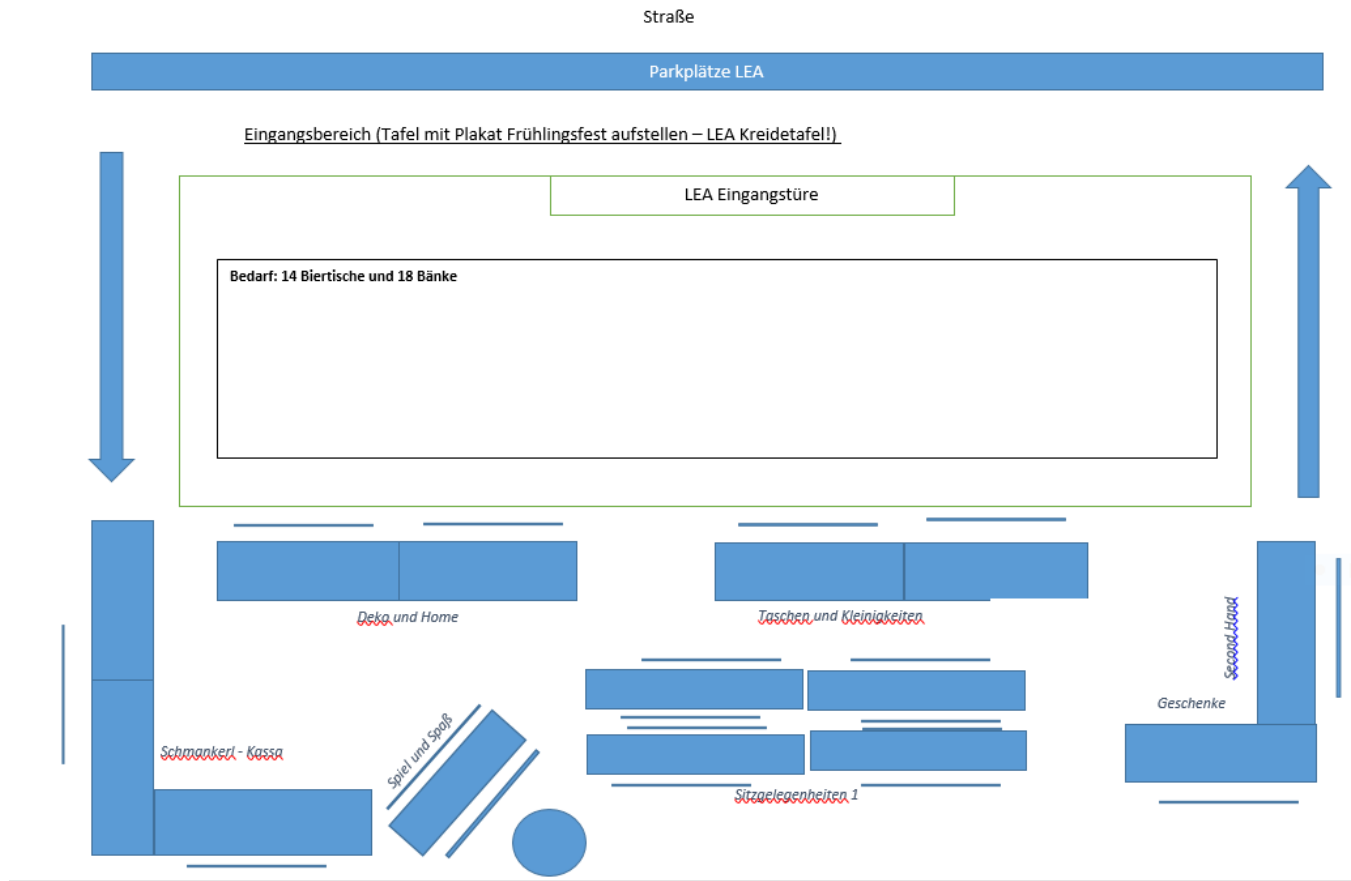 Straße
Parkplätze LEA
Eingangsbereich (Tafel mit Plakat Frühlingsfest aufstellen – LEA Kreidetafel!)
LEA Eingangstüre
Bedarf: 14 Biertische und 18 Bänke
Deko und Home
Taschen und Kleinigkeiten
Second Hand
Geschenke
Spiel und Spaß
Schmankerl - Kassa
Sitzgelegenheiten 1